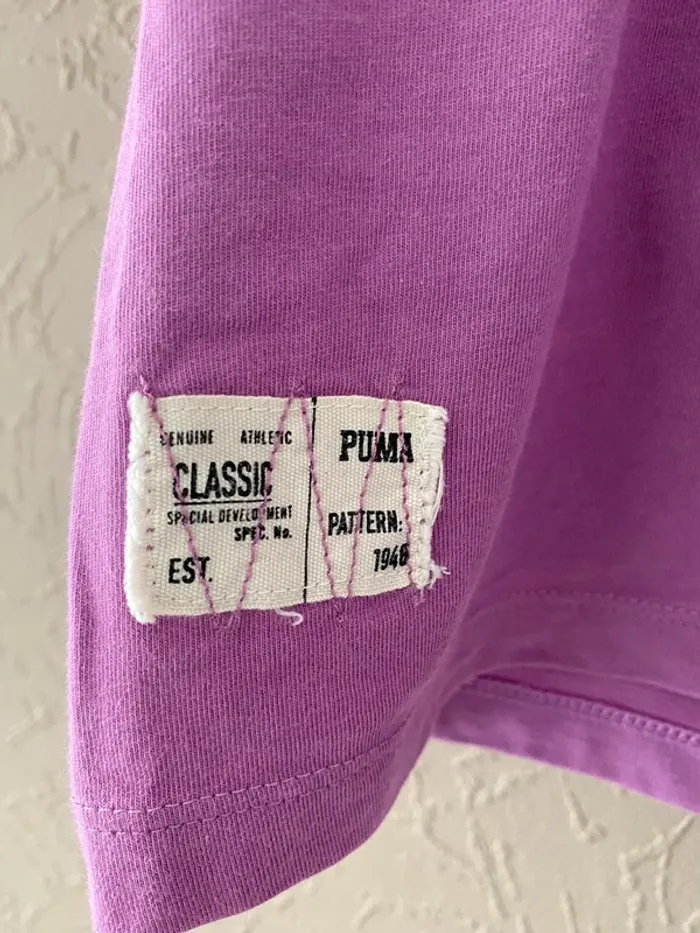 GENUINE ATHLETIC
CLASSIC
SPECIAL DEVELOPMENT
SPEC. No.
EST.
PUMA
PATTERN:
1948